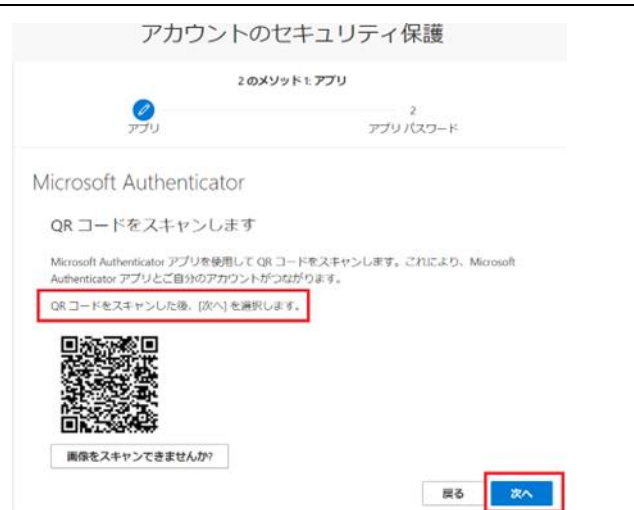 アカウントのセキュリティ保護
2 のメソッド 1: アプリ
アプリ
2
アプリ パスワード
Microsoft Authenticator
QR コードをスキャンします
Microsoft Authenticator アプリを使用して QR コードをスキャンします。これにより、Microsoft
Authenticator アプリとご自分のアカウントがつながります。
QR コードをスキャンした後、[次へ] を選択します。
画像をスキャンできませんか?
戻る
次へ